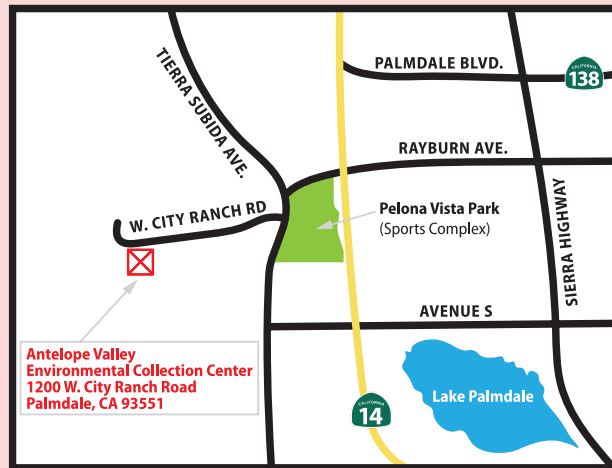 TIERRA SUBIDA AVE.
PALMDALE BLVD.
CALIFORNIA
138
RAYBURN AVE.
W. CITY RANCH RD
Pelona Vista Park
(Sports Complex)
SIERRA HIGHWAY
AVENUE S
Antelope Valley
Environmental Collection Center
1200 W. City Ranch Road
Palmdale, CA 93551
CALIFORNIA
14
Lake Palmdale